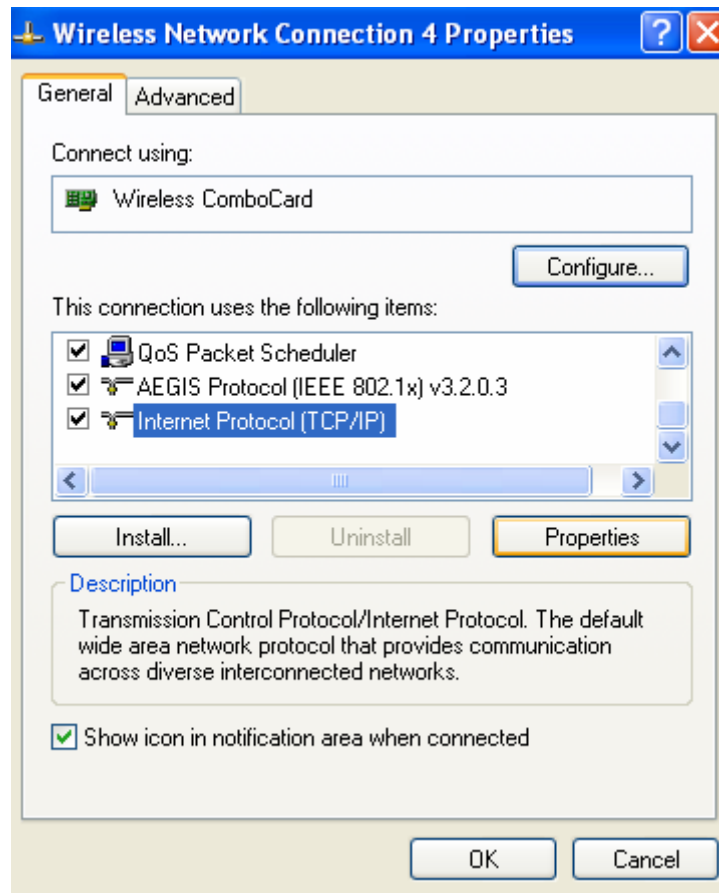 Wireless Network Connection 4 Properties
General Advanced
Connect using:
Wireless ComboCard
Configure...
This connection uses the following items:
QoS Packet Scheduler
AEGIS Protocol (IEEE 802.1x) v3.2.0.3
Internet Protocol (TCP/IP)
Install... Uninstall Properties
Description
Transmission Control Protocol/Internet Protocol. The default
wide area network protocol that provides communication
across diverse interconnected networks.
Show icon in notification area when connected
OK Cancel